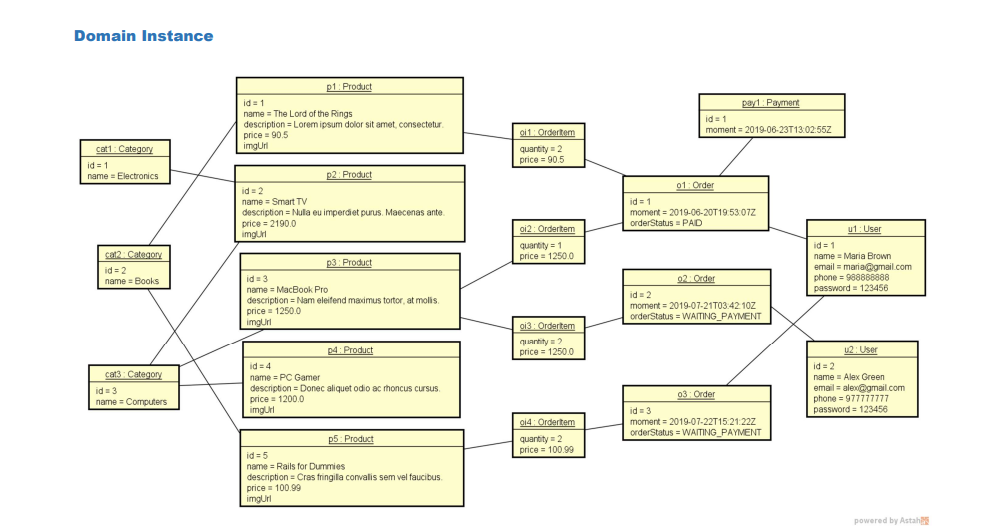 Domain Instance
p1 : Product
id = 1
name = The Lord of the Rings
description = Lorem ipsum dolor sit amet, consectetur.
price = 90.5
imgUrl
pay1 : Payment
id = 1
moment = 2019-06-23T13:02:55Z
oi1 : OrderItem
quantity = 2
price = 90.5
cat1 : Category
id = 1
name = Electronics
p2 : Product
id = 2
name = Smart TV
description = Nulla eu imperdiet purus. Maecenas ante.
price = 2190.0
imgUrl
o1 : Order
id = 1
moment = 2019-06-20T19:53:07Z
orderStatus = PAID
oi2 : OrderItem
quantity = 1
price = 1250.0
u1 : User
id = 1
name = Maria Brown
email = maria@gmail.com
phone = 988888888
password = 123456
cat2 : Category
id = 2
name = Books
p3 : Product
id = 3
name = MacBook Pro
description = Nam eleifend maximus tortor, at mollis.
price = 1250.0
imgUrl
o2 : Order
id = 2
moment = 2019-07-21T03:42:10Z
orderStatus = WAITING_PAYMENT
oi3 : OrderItem
quantity = 2
price = 1250.0
p4 : Product
id = 4
name = PC Gamer
description = Donec aliquet odio ac rhoncus cursus.
price = 1200.0
imgUrl
u2 : User
id = 2
name = Alex Green
email = alex@gmail.com
phone = 977777777
password = 123456
cat3 : Category
id = 3
name = Computers
o3 : Order
id = 3
moment = 2019-07-22T15:21:22Z
orderStatus = WAITING_PAYMENT
oi4 : OrderItem
quantity = 2
price = 100.99
p5 : Product
id = 5
name = Rails for Dummies
description = Cras fringilla convallis sem vel faucibus.
price = 100.99
imgUrl
powered by Astah